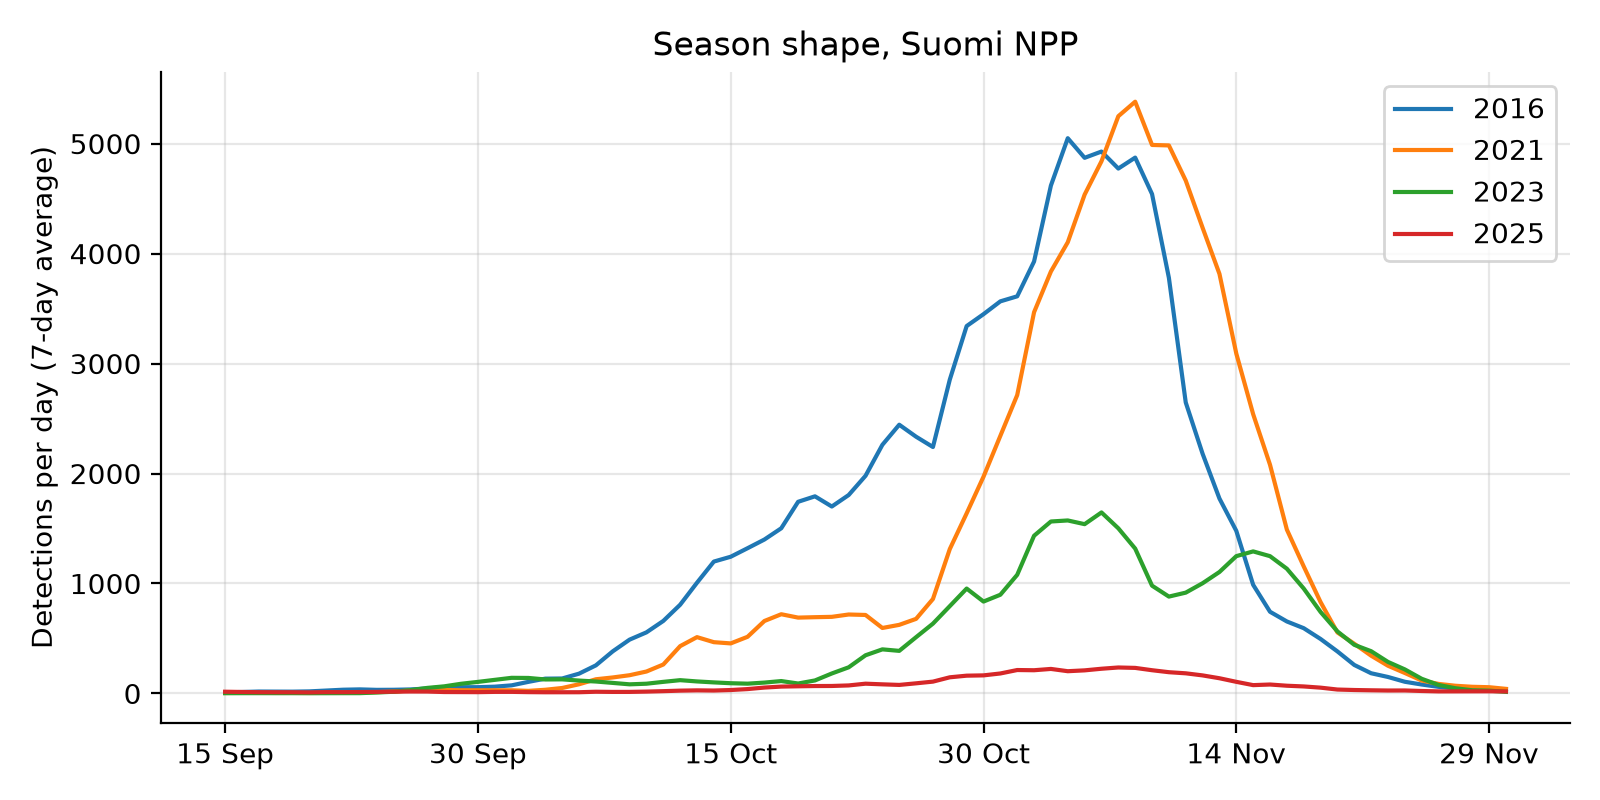 Season shape, Suomi NPP
Detections per day (7-day average)
5000
4000
3000
2000
1000
0
15 Sep
30 Sep
15 Oct
30 Oct
14 Nov
29 Nov
2016
2021
2023
2025